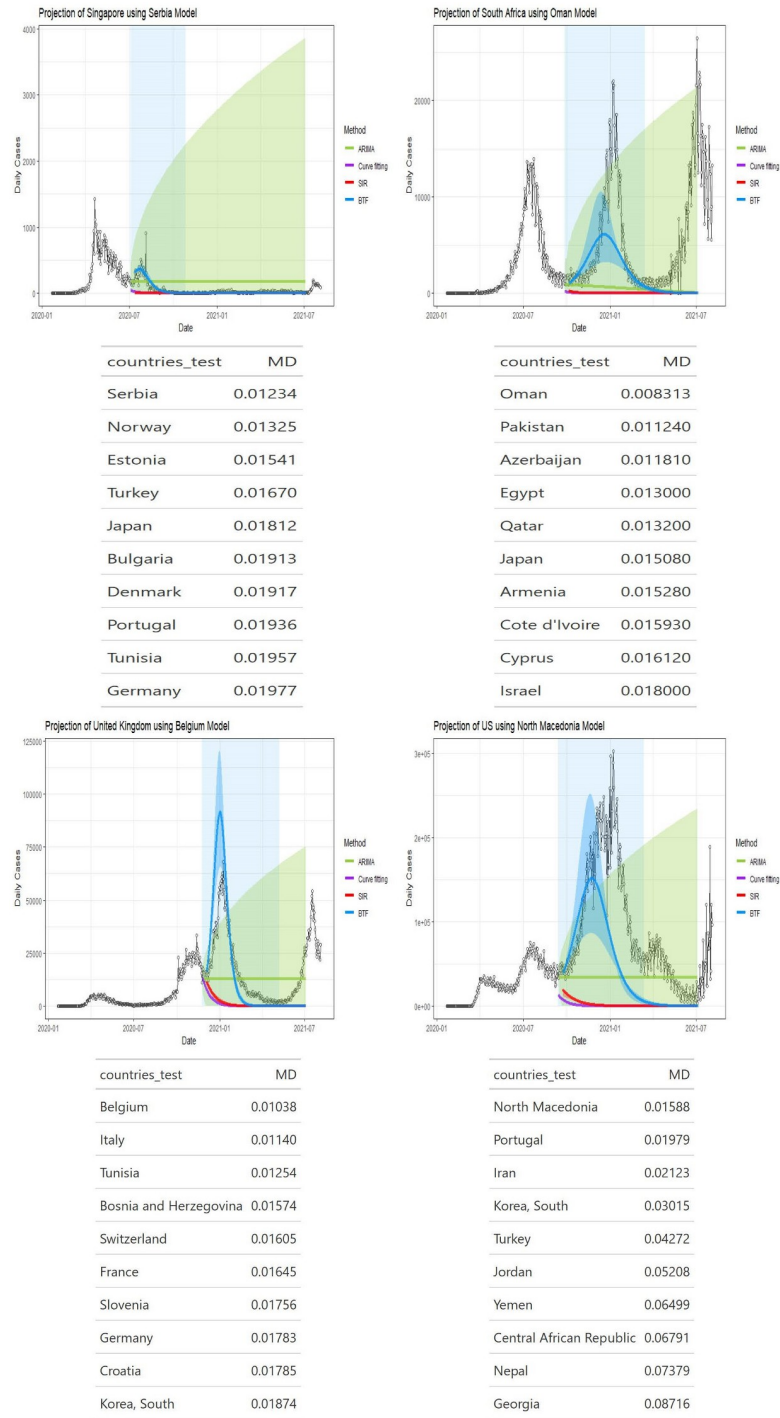 Projection of Singapore using Serbia Model
4000
3000
2000
1000
0
Daily Cases
2020-01
2020-07
2021-01
2021-07
Date
Method
ARIMA
Curve fitting
SIR
BTF
Projection of South Africa using Oman Model
20000
10000
0
Daily Cases
2020-01
2020-07
2021-01
2021-07
Date
Method
ARIMA
Curve fitting
SIR
BTF
countries_test MD
Serbia 0.01234
Norway 0.01325
Estonia 0.01541
Turkey 0.01670
Japan 0.01812
Bulgaria 0.01913
Denmark 0.01917
Portugal 0.01936
Tunisia 0.01957
Germany 0.01977
countries_test MD
Oman 0.008313
Pakistan 0.011240
Azerbaijan 0.011810
Egypt 0.013000
Qatar 0.013200
Japan 0.015080
Armenia 0.015280
Cote d'Ivoire 0.015930
Cyprus 0.016120
Israel 0.018000
Projection of United Kingdom using Belgium Model
125000
100000
75000
50000
25000
0
Daily Cases
2020-01
2020-07
2021-01
2021-07
Date
Method
ARIMA
Curve fitting
SIR
BTF
Projection of US using North Macedonia Model
3e+05
2e+05
1e+05
0e+00
Daily Cases
2020-01
2020-07
2021-01
2021-07
Date
Method
ARIMA
Curve fitting
SIR
BTF
countries_test MD
Belgium 0.01038
Italy 0.01140
Tunisia 0.01254
Bosnia and Herzegovina 0.01574
Switzerland 0.01605
France 0.01645
Slovenia 0.01756
Germany 0.01783
Croatia 0.01785
Korea, South 0.01874
countries_test MD
North Macedonia 0.01588
Portugal 0.01979
Iran 0.02123
Korea, South 0.03015
Turkey 0.04272
Jordan 0.05208
Yemen 0.06499
Central African Republic 0.06791
Nepal 0.07379
Georgia 0.08716